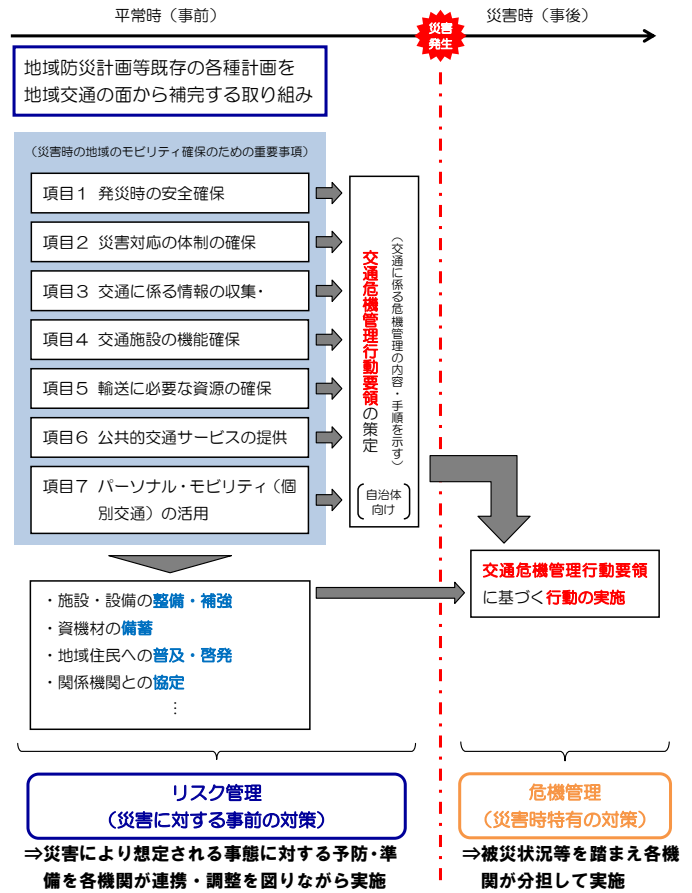 平常時（事前）
災害時（事後）
災害
発生
地域防災計画等既存の各種計画を
地域交通の面から補完する取り組み
（災害時の地域のモビリティ確保のための重要事項）
項目１ 発災時の安全確保
項目２ 災害対応の体制の確保
項目３ 交通に係る情報の収集・
項目４ 交通施設の機能確保
項目５ 輸送に必要な資源の確保
項目６ 公共的交通サービスの提供
項目７ パーソナル・モビリティ（個
別交通）の活用
（交通に係る危機管理の内容・手順を示す）
交通危機管理行動要領の策定
自治体
向け
交通危機管理行動要領
に基づく行動の実施
・施設・設備の整備・補強
・資機材の備蓄
・地域住民への普及・啓発
・関係機関との協定
⋮
リスク管理
（災害に対する事前の対策）
危機管理
（災害時特有の対策）
⇒災害により想定される事態に対する予防・準
備を各機関が連携・調整を図りながら実施
⇒被災状況等を踏まえ各機
関が分担して実施